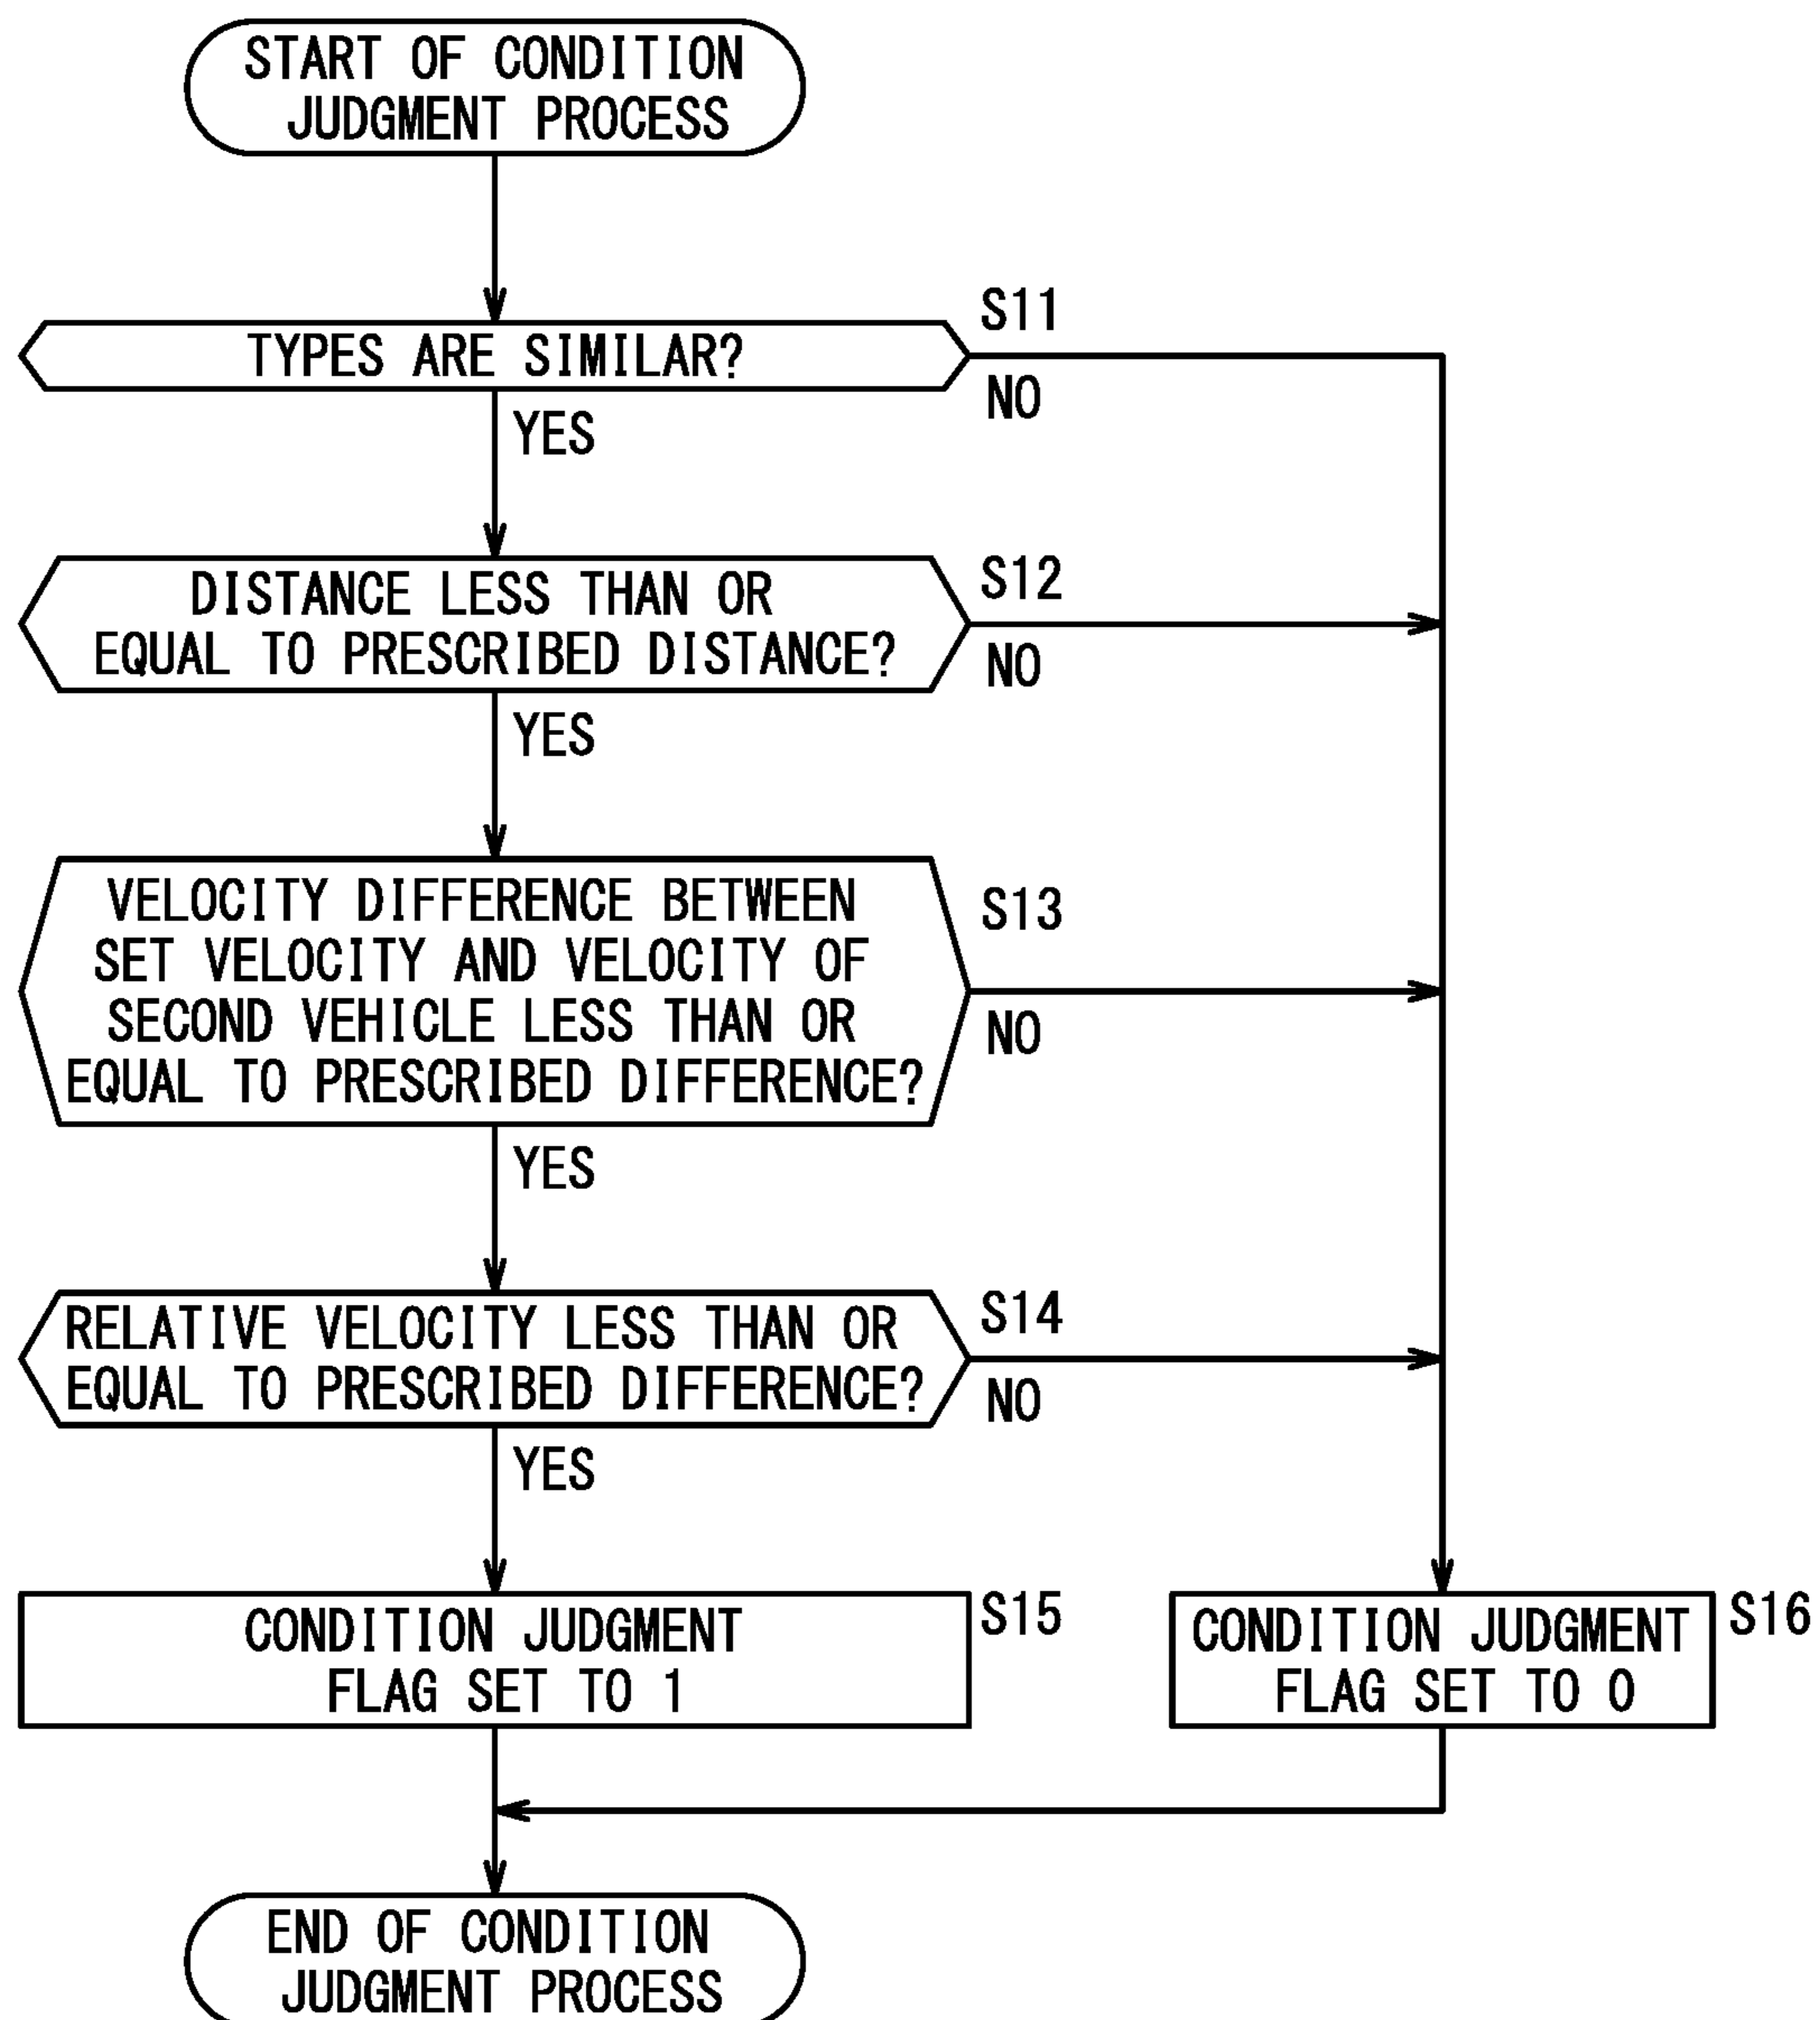 START OF CONDITION
JUDGMENT PROCESS
S11
TYPES ARE SIMILAR?
NO
YES
S12
DISTANCE LESS THAN OR
EQUAL TO PRESCRIBED DISTANCE?
NO
YES
S13
VELOCITY DIFFERENCE BETWEEN
SET VELOCITY AND VELOCITY OF
SECOND VEHICLE LESS THAN OR
EQUAL TO PRESCRIBED DIFFERENCE?
NO
YES
S14
RELATIVE VELOCITY LESS THAN OR
EQUAL TO PRESCRIBED DIFFERENCE?
NO
YES
S15
CONDITION JUDGMENT
FLAG SET TO 1
S16
CONDITION JUDGMENT
FLAG SET TO 0
END OF CONDITION
JUDGMENT PROCESS